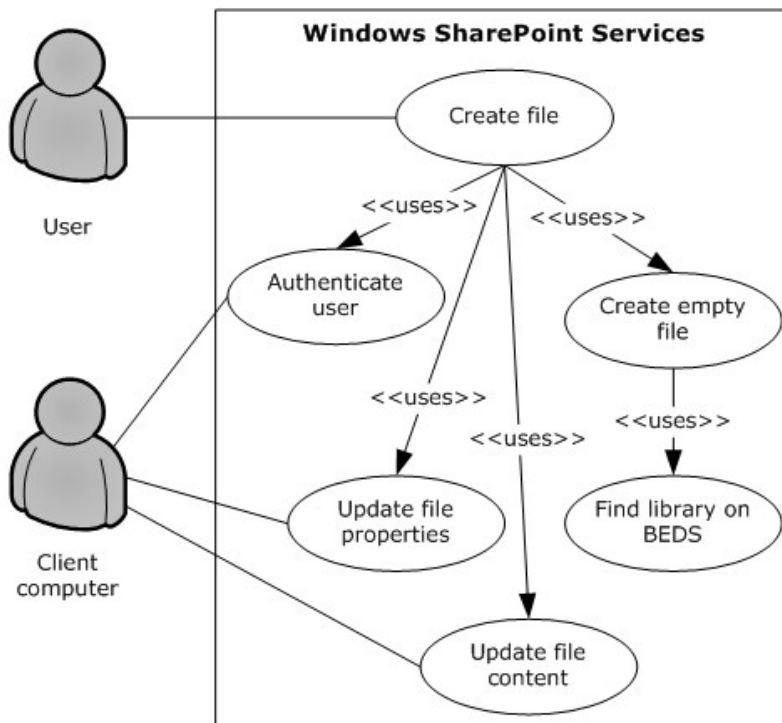 Windows SharePoint Services
Create file
User
<<uses>>
<<uses>>
Authenticate
user
Create empty
file
<<uses>>
<<uses>>
<<uses>>
Update file
properties
Find library on
BEDS
Client
computer
Update file
content